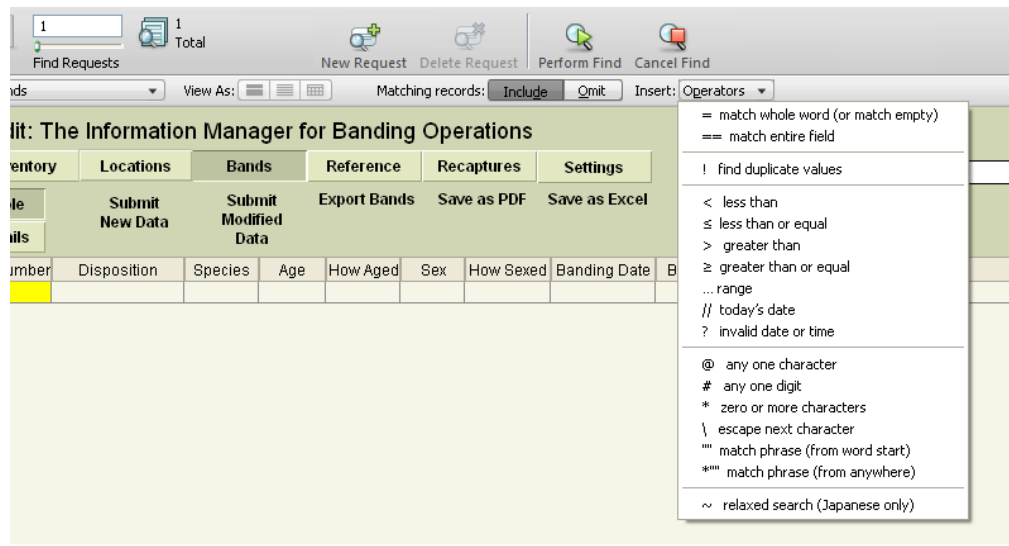 1
1
Total
Find Requests
New Request Delete Request Perform Find Cancel Find
View As: Matching records: Include Omit Insert: Operators
dit: The Information Manager for Banding Operations
Locations Bands Reference Recaptures Settings
Submit New Data
Submit Modified Data
Export Bands Save as PDF Save as Excel
Disposition Species Age How Aged Sex How Sexed Banding Date B
= match whole word (or match empty)
== match entire field
! find duplicate values
< less than
≤ less than or equal
> greater than
≥ greater than or equal
... range
// today's date
? invalid date or time
@ any one character
# any one digit
* zero or more characters
\ escape next character
"" match phrase (from word start)
*"" match phrase (from anywhere)
~ relaxed search (Japanese only)